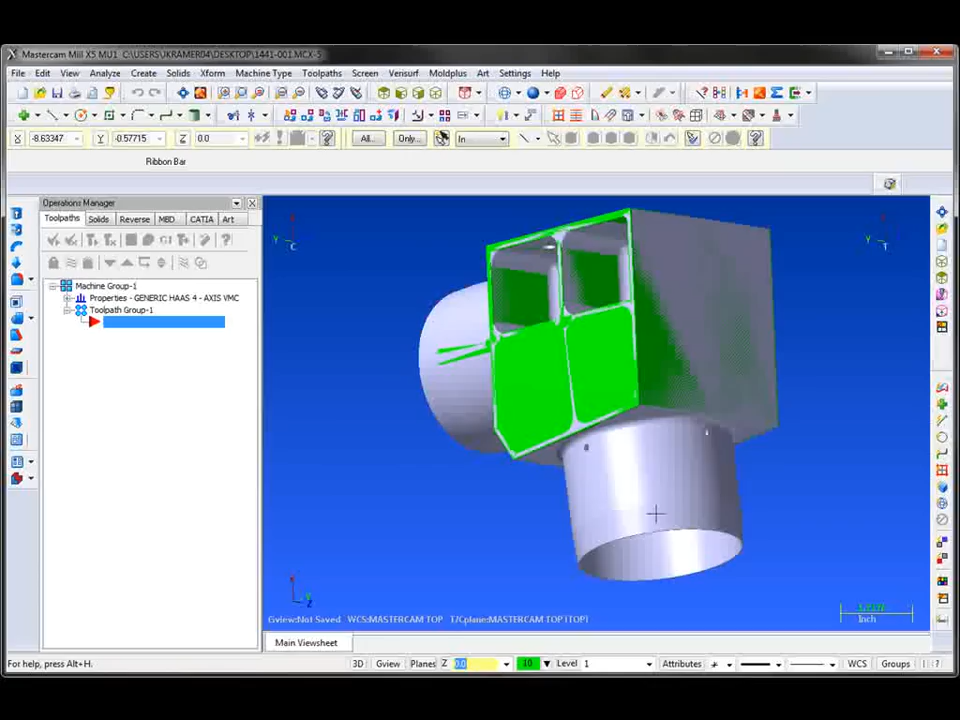 Mastercam Mill X5 MU1 C:\USERS\JKRAMER04\DESKTOP\1441-001.MCX-5
File Edit View Analyze Create Solids Xform Machine Type Toolpaths Screen Verisurf Moldplus Art Settings Help
X -8.63347 Y -0.57715 Z 0.0 All... Only... In
Ribbon Bar
Operations Manager
Toolpaths Solids Reverse MBD CATIA Art
G1
Machine Group-1
Properties - GENERIC HAAS 4 - AXIS VMC
Toolpath Group-1
Y C
Y T
Z
Gview:Not Saved WCS:MASTERCAM TOP T/Cplane:MASTERCAM TOP[TOP]
Inch
Main Viewsheet
For help, press Alt+H. 3D Gview Planes Z 0.0 10 Level 1 Attributes WCS Groups ?